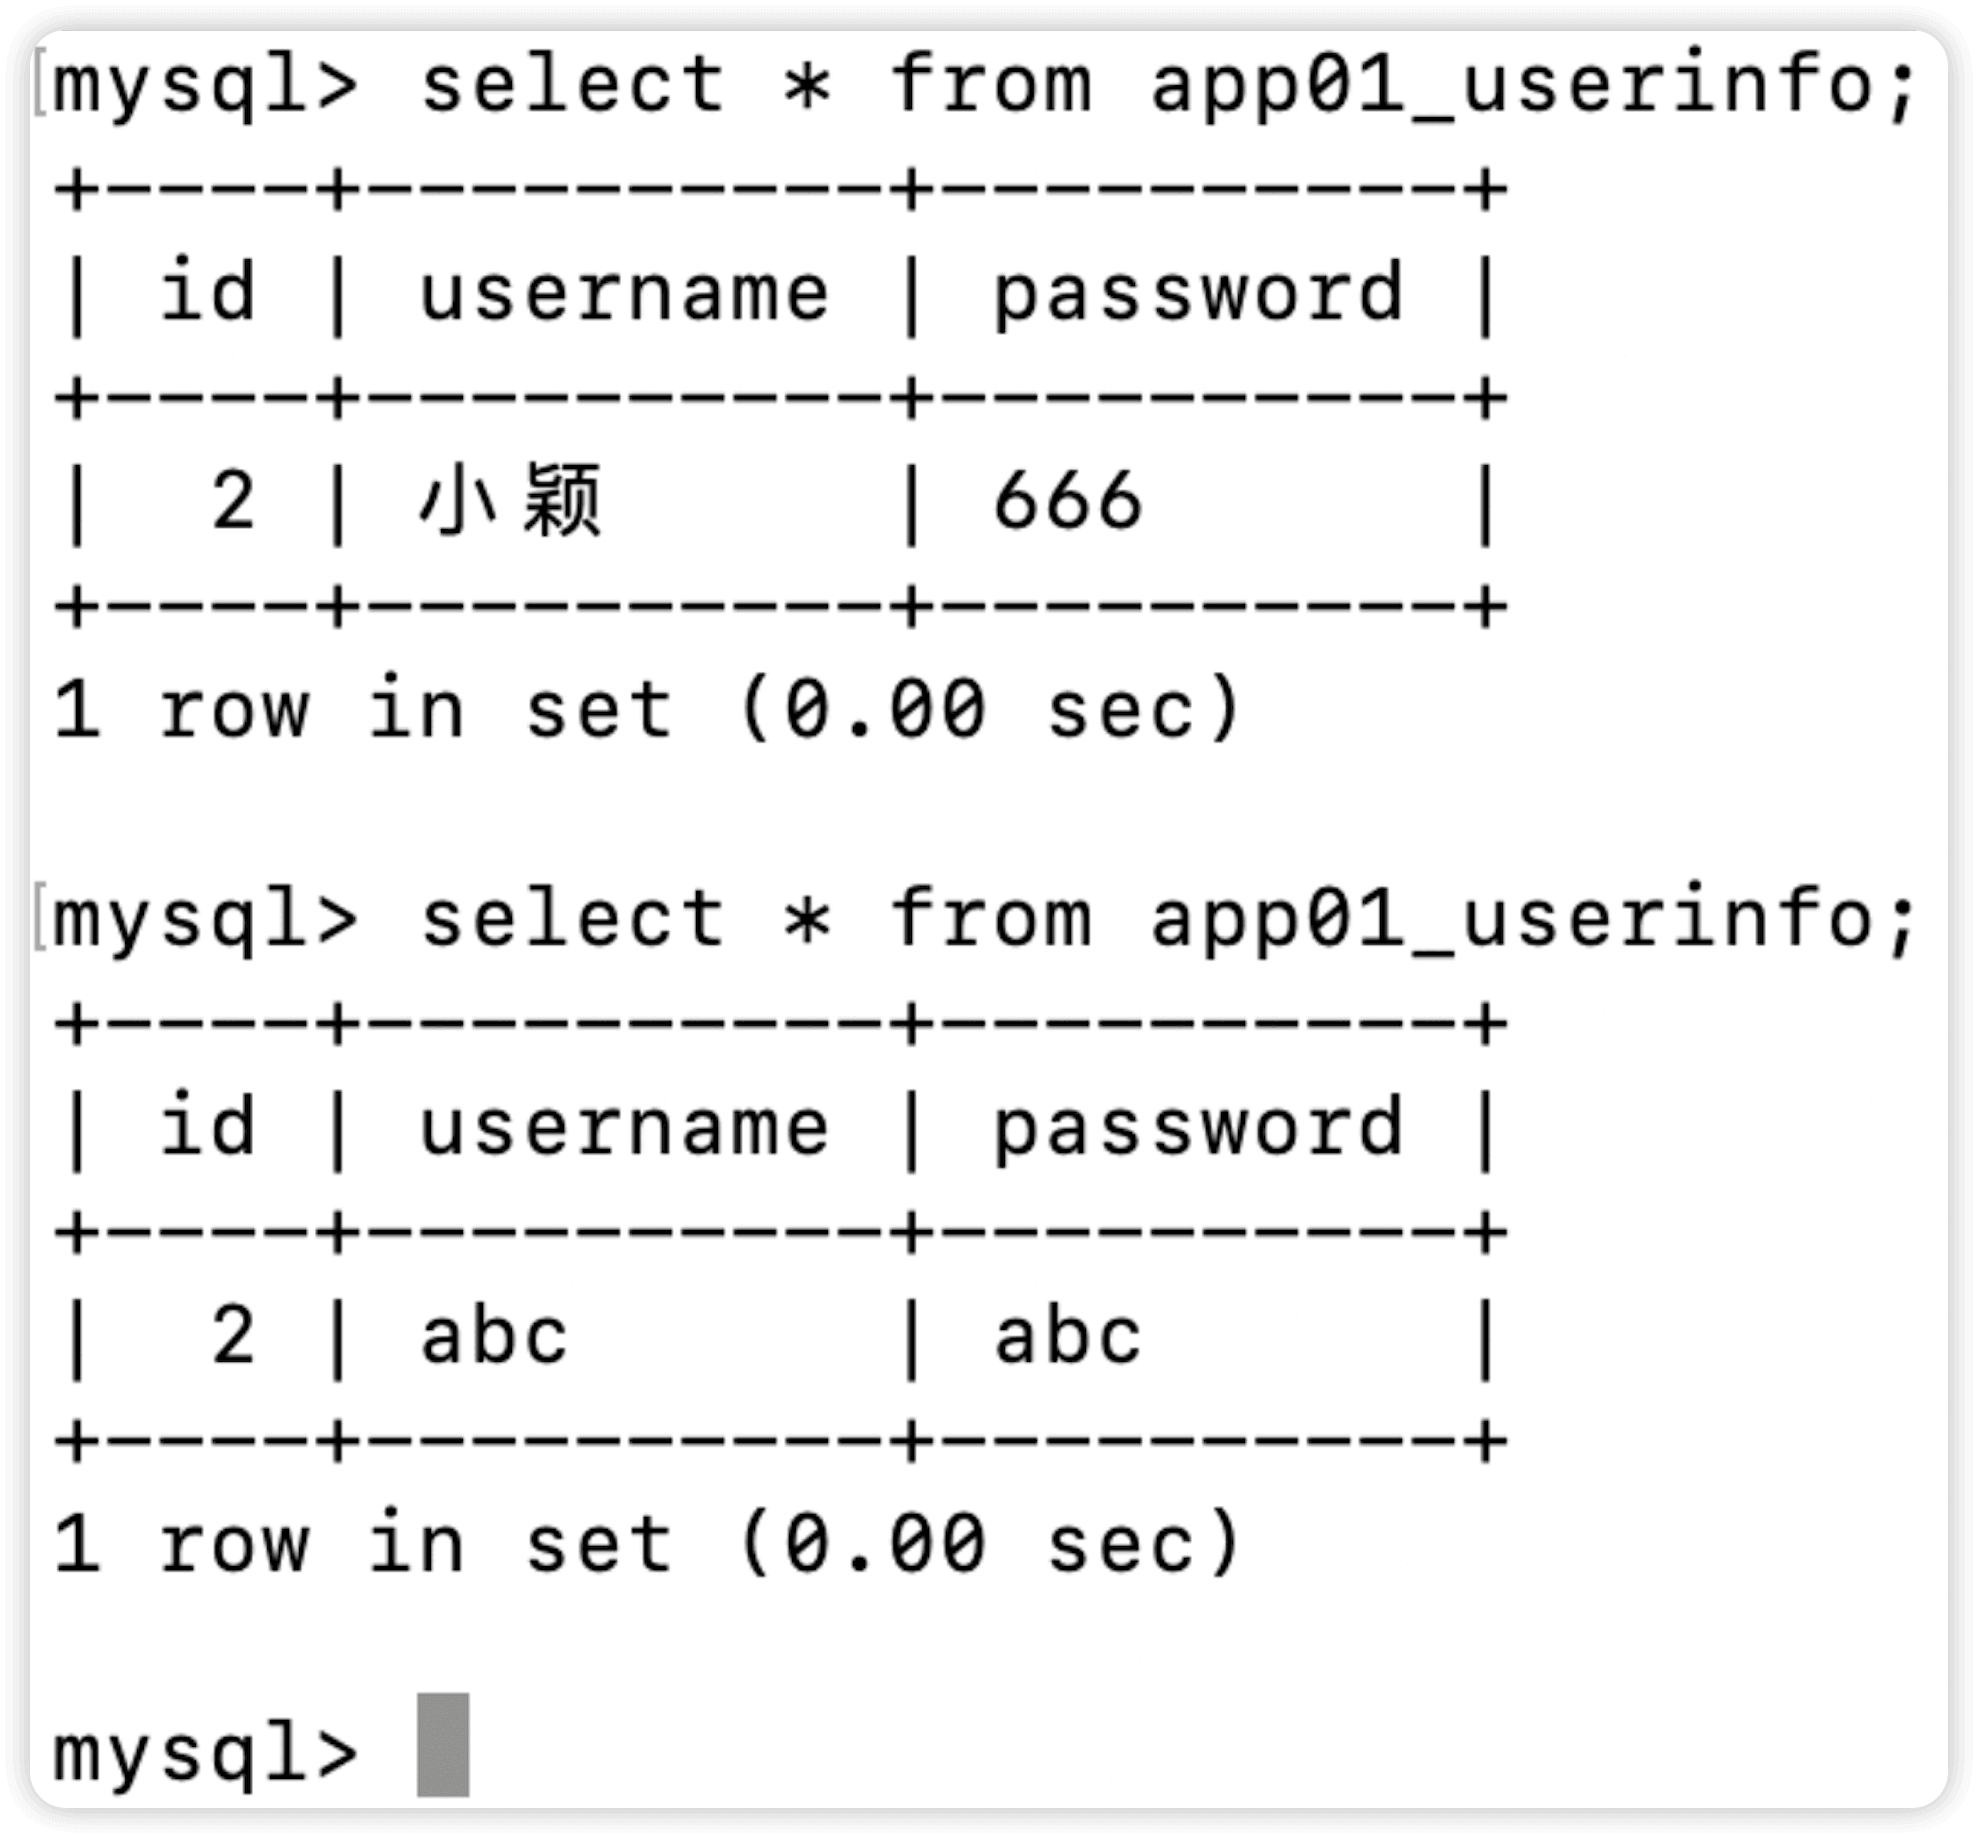 mysql> select * from app01_userinfo;
+----+----------+----------+
| id | username | password |
+----+----------+----------+
|  2 | 小颖     | 666      |
+----+----------+----------+
1 row in set (0.00 sec)
mysql> select * from app01_userinfo;
+----+----------+----------+
| id | username | password |
+----+----------+----------+
|  2 | abc      | abc      |
+----+----------+----------+
1 row in set (0.00 sec)
mysql>